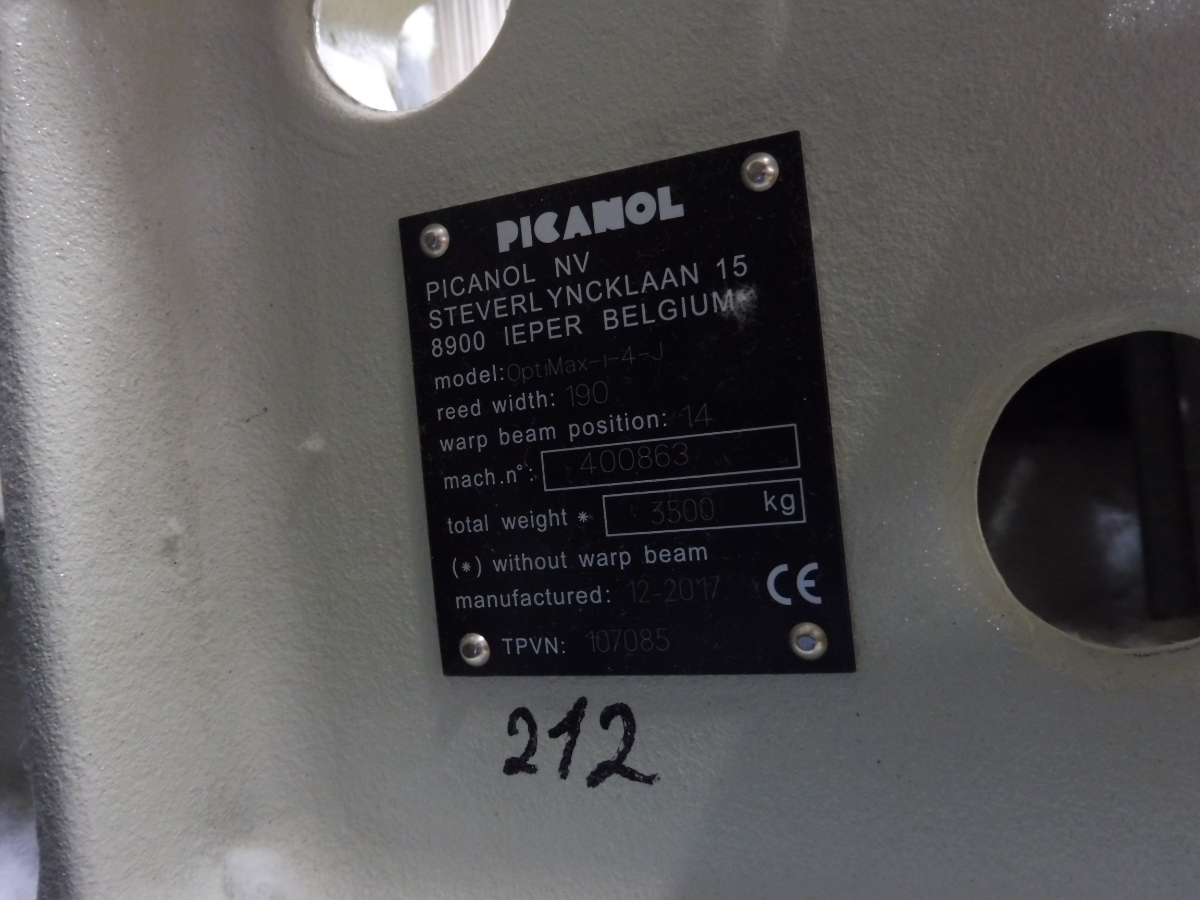 PICANOL
PICANOL NV
STEVERLYNCKLAAN 15
8900 IEPER BELGIUM
model: OptiMax-i-4-J
reed width: 190
warp beam position: 14
mach.n°: 400863
total weight * 3500 kg
(*) without warp beam
manufactured: 12-2017 CE
TPVN: 107085
212